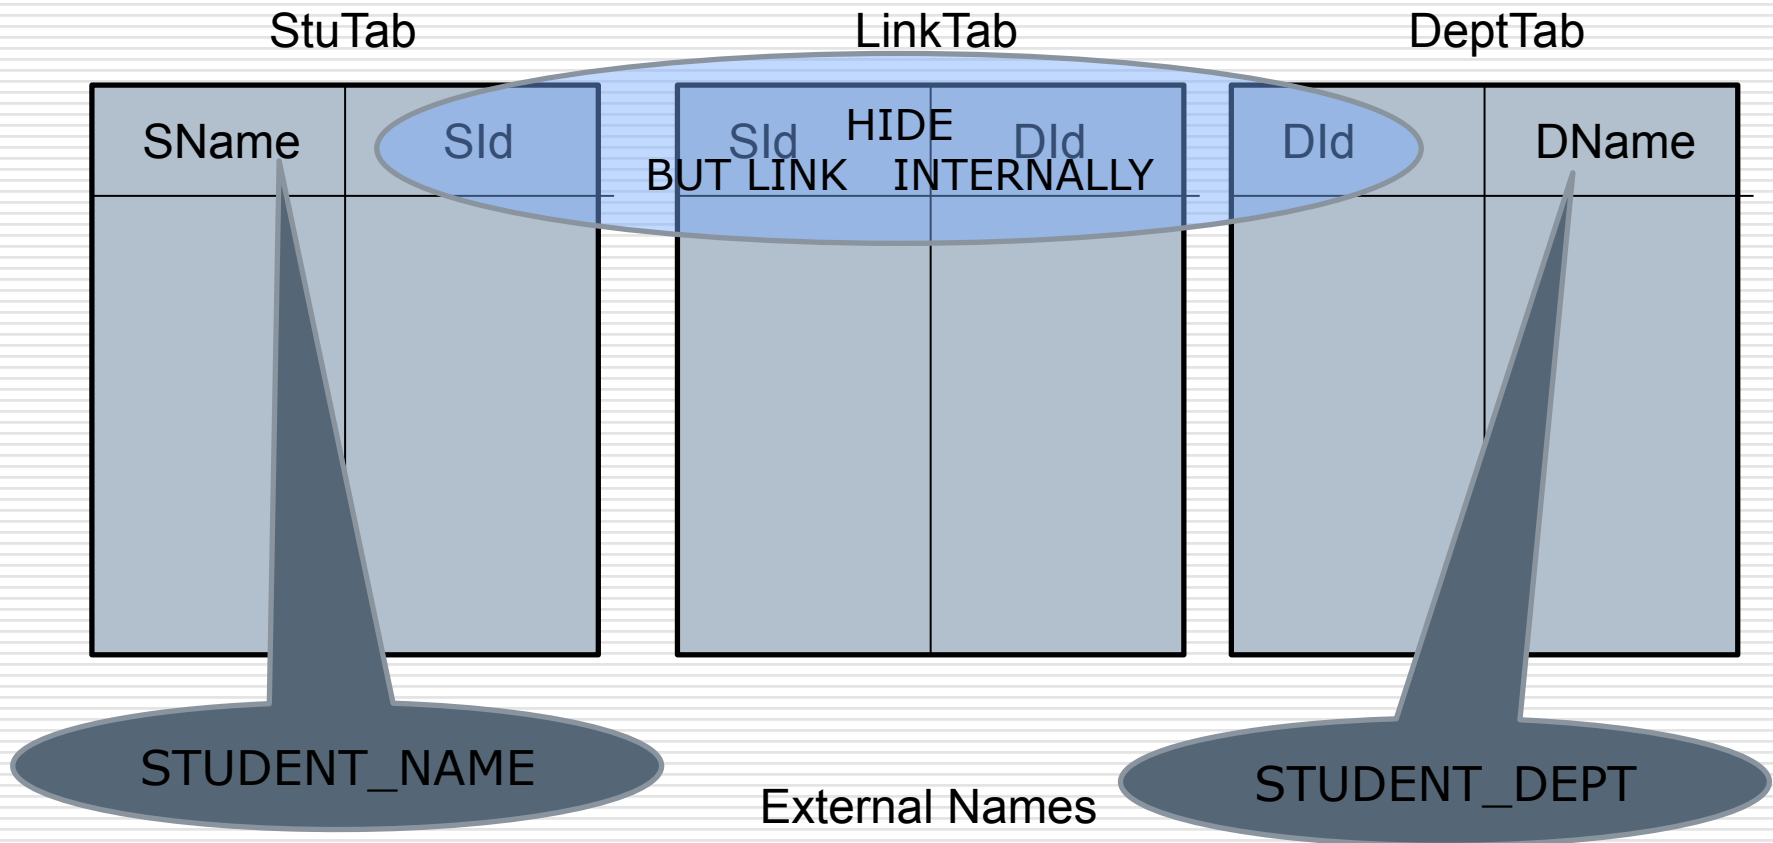 StuTab LinkTab DeptTab
SName SId SId DId DId DName
HIDE
BUT LINK INTERNALLY
STUDENT_NAME
STUDENT_DEPT
External Names